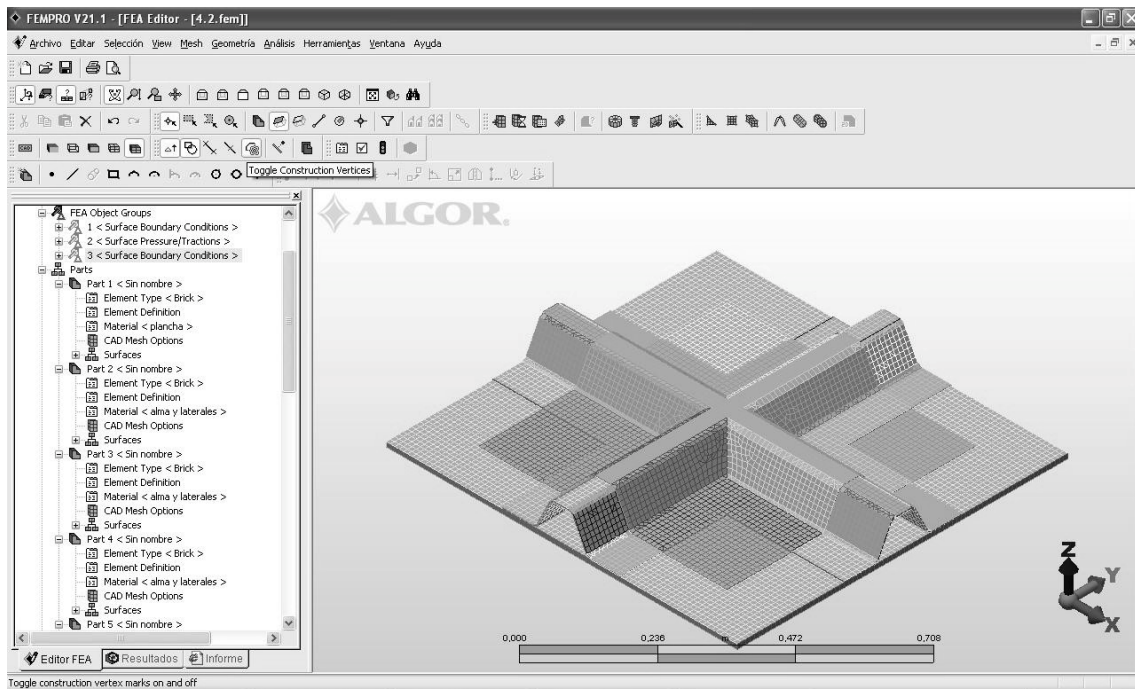 FEMPRO V21.1 - [FEA Editor - [4.2.fem]]
Archivo Editar Selección View Mesh Geometría Análisis Herramientas Ventana Ayuda
Toggle Construction Vertices
FEA Object Groups
1 < Surface Boundary Conditions >
2 < Surface Pressure/Tractions >
3 < Surface Boundary Conditions >
Parts
Part 1 < Sin nombre >
Element Type < Brick >
Element Definition
Material < plancha >
CAD Mesh Options
Surfaces
Part 2 < Sin nombre >
Element Type < Brick >
Element Definition
Material < alma y laterales >
CAD Mesh Options
Surfaces
Part 3 < Sin nombre >
Element Type < Brick >
Element Definition
Material < alma y laterales >
CAD Mesh Options
Surfaces
Part 4 < Sin nombre >
Element Type < Brick >
Element Definition
Material < alma y laterales >
CAD Mesh Options
Surfaces
Part 5 < Sin nombre >
ALGOR.
Z
Y
X
0,000 0,236 m 0,472 0,708
Editor FEA Resultados Informe
Toggle construction vertex marks on and off